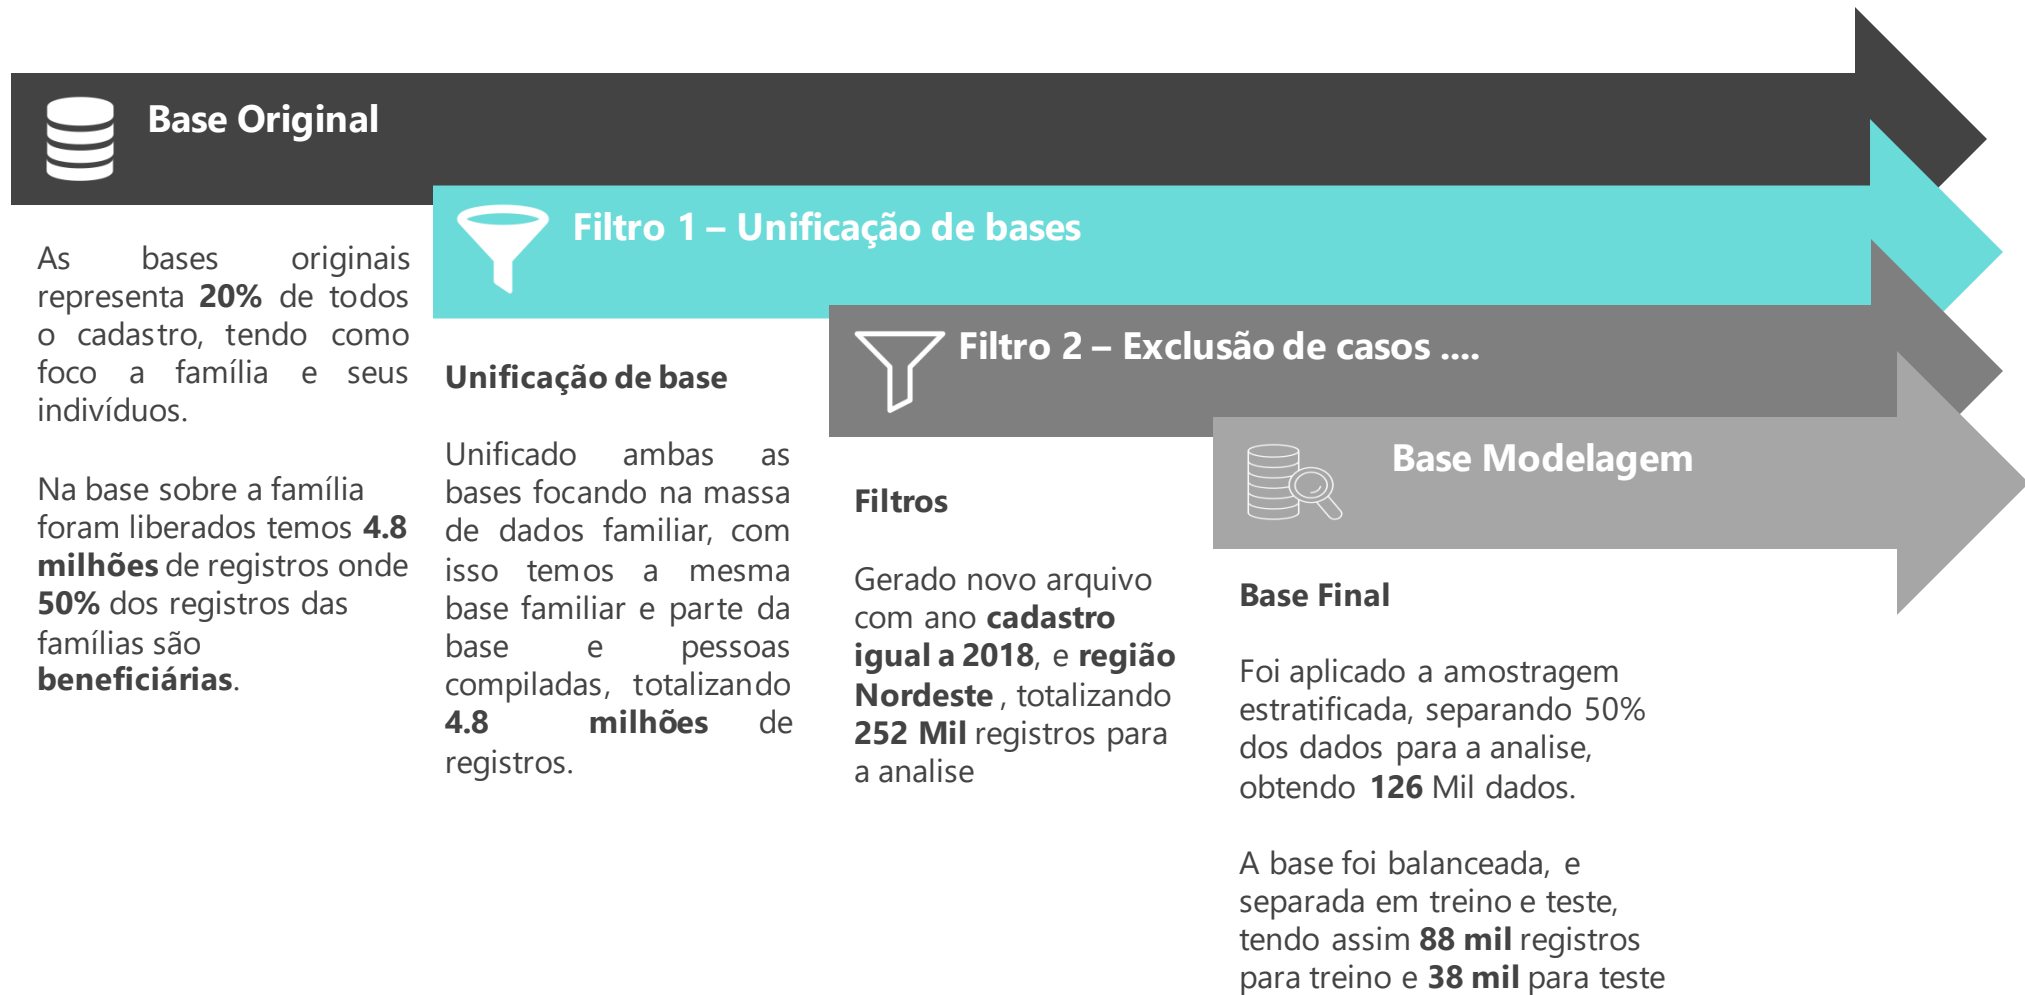 Base Original
As bases originais
representa 20% de todos
o cadastro, tendo como
foco a família e seus
indivíduos.
Na base sobre a família
foram liberados temos 4.8
milhões de registros onde
50% dos registros das
famílias são
beneficiárias.
Filtro 1 – Unificação de bases
Unificação de base
Unificado ambas as
bases focando na massa
de dados familiar, com
isso temos a mesma
base familiar e parte da
base e pessoas
compiladas, totalizando
4.8 milhões de
registros.
Filtro 2 – Exclusão de casos ....
Filtros
Gerado novo arquivo
com ano cadastro
igual a 2018, e região
Nordeste , totalizando
252 Mil registros para
a analise
Base Modelagem
Base Final
Foi aplicado a amostragem
estratificada, separando 50%
dos dados para a analise,
obtendo 126 Mil dados.
A base foi balanceada, e
separada em treino e teste,
tendo assim 88 mil registros
para treino e 38 mil para teste